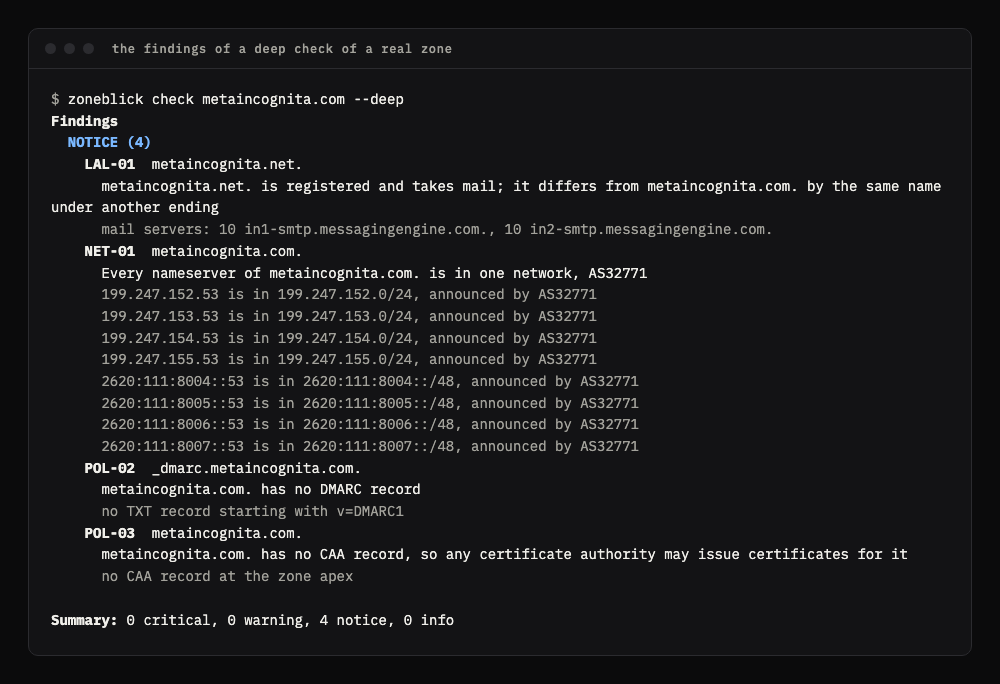 the findings of a deep check of a real zone
$ zoneblick check metaincognita.com --deep
Findings
NOTICE (4)
LAL-01  metaincognita.net.
metaincognita.net. is registered and takes mail; it differs from metaincognita.com. by the same name
under another ending
mail servers: 10 in1-smtp.messagingengine.com., 10 in2-smtp.messagingengine.com.
NET-01  metaincognita.com.
Every nameserver of metaincognita.com. is in one network, AS32771
199.247.152.53 is in 199.247.152.0/24, announced by AS32771
199.247.153.53 is in 199.247.153.0/24, announced by AS32771
199.247.154.53 is in 199.247.154.0/24, announced by AS32771
199.247.155.53 is in 199.247.155.0/24, announced by AS32771
2620:111:8004::53 is in 2620:111:8004::/48, announced by AS32771
2620:111:8005::53 is in 2620:111:8005::/48, announced by AS32771
2620:111:8006::53 is in 2620:111:8006::/48, announced by AS32771
2620:111:8007::53 is in 2620:111:8007::/48, announced by AS32771
POL-02  _dmarc.metaincognita.com.
metaincognita.com. has no DMARC record
no TXT record starting with v=DMARC1
POL-03  metaincognita.com.
metaincognita.com. has no CAA record, so any certificate authority may issue certificates for it
no CAA record at the zone apex
Summary: 0 critical, 0 warning, 4 notice, 0 info